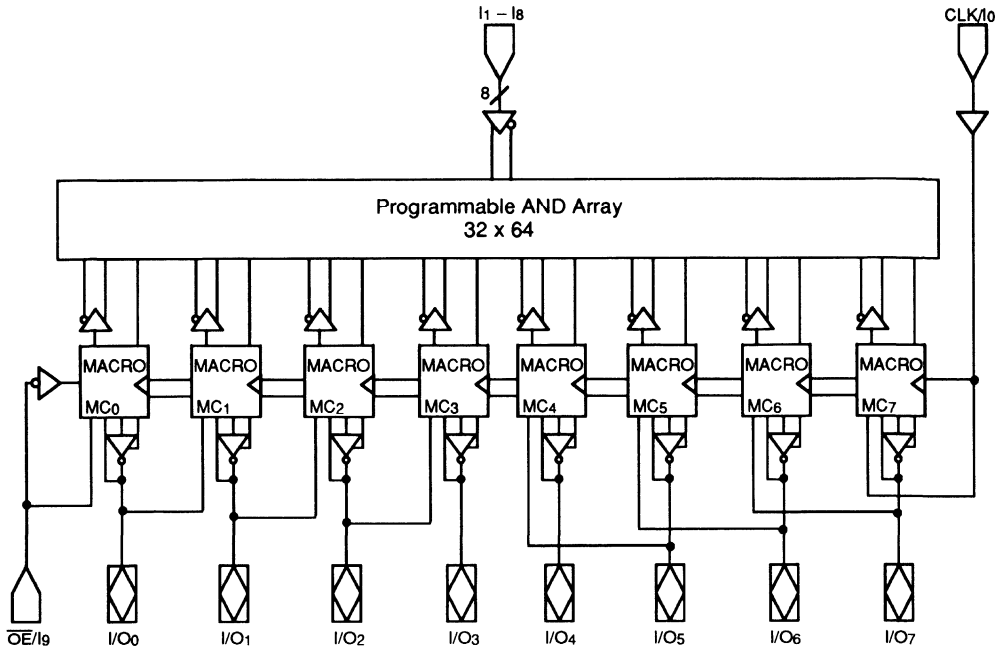 I1 – I8
CLK/I0
8
Programmable AND Array
32 x 64
MACRO MACRO MACRO MACRO MACRO MACRO MACRO MACRO
MC0 MC1 MC2 MC3 MC4 MC5 MC6 MC7
O̅E̅/I9 I/O0 I/O1 I/O2 I/O3 I/O4 I/O5 I/O6 I/O7